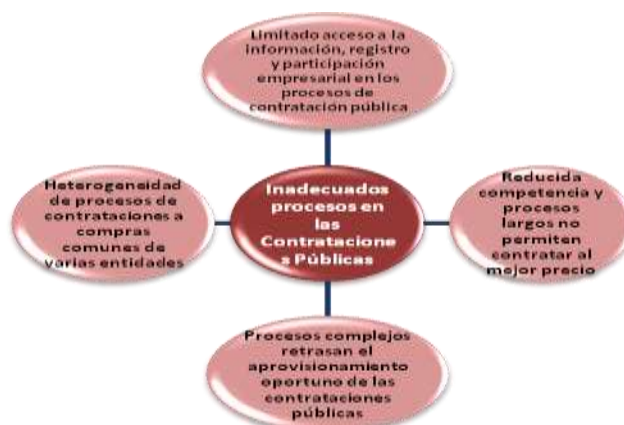 Limitado acceso a la
información, registro
y participación
empresarial en los
procesos de
contratación pública
Heterogeneidad
de procesos de
contrataciones a
compras
comunes de
varias entidades
Inadecuados
procesos en
las
Contratacione
s Públicas
Reducida
competencia y
procesos
largos no
permiten
contratar al
mejor precio
Procesos complejos
retrasan el
aprovisionamiento
oportuno de las
contrataciones
públicas